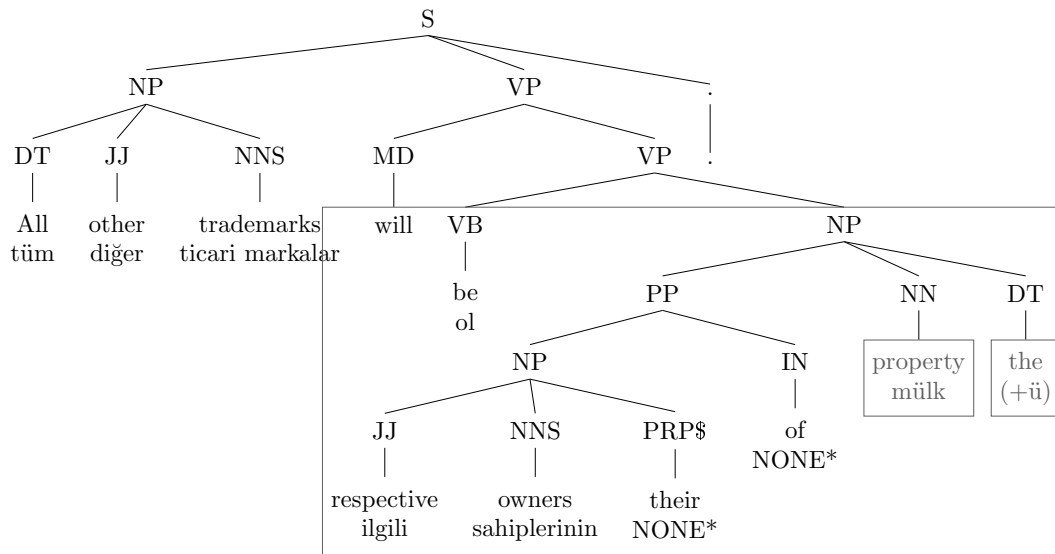 S
NP VP .
DT JJ NNS MD VP .
All other trademarks will VB NP
tüm diğer ticari markalar
be PP NN DT
ol
NP IN property the
mülk (+ü)
JJ NNS PRP$ of
NONE*
respective owners their
ilgili sahiplerinin NONE*